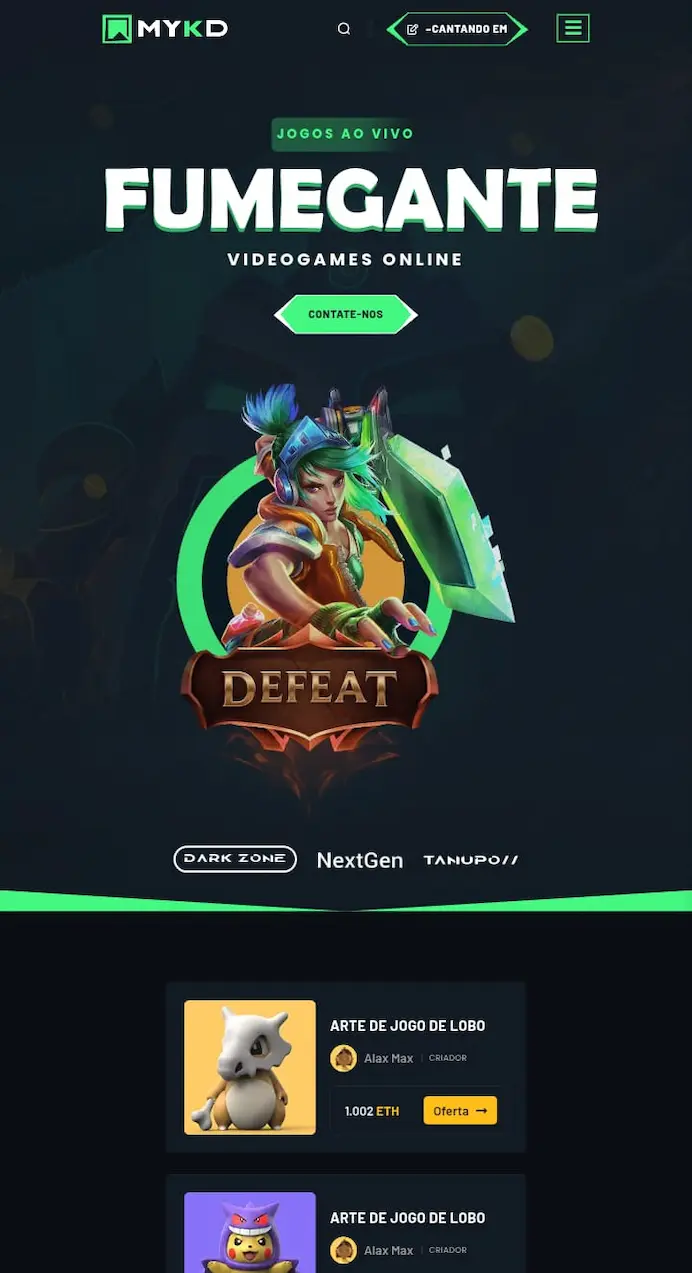 MYKD
-CANTANDO EM
JOGOS AO VIVO
FUMEGANTE
VIDEOGAMES ONLINE
CONTATE-NOS
DEFEAT
DARK ZONE
NextGen
TANUPO//
ARTE DE JOGO DE LOBO
Alax Max
CRIADOR
1.002 ETH
Oferta
ARTE DE JOGO DE LOBO
Alax Max
CRIADOR